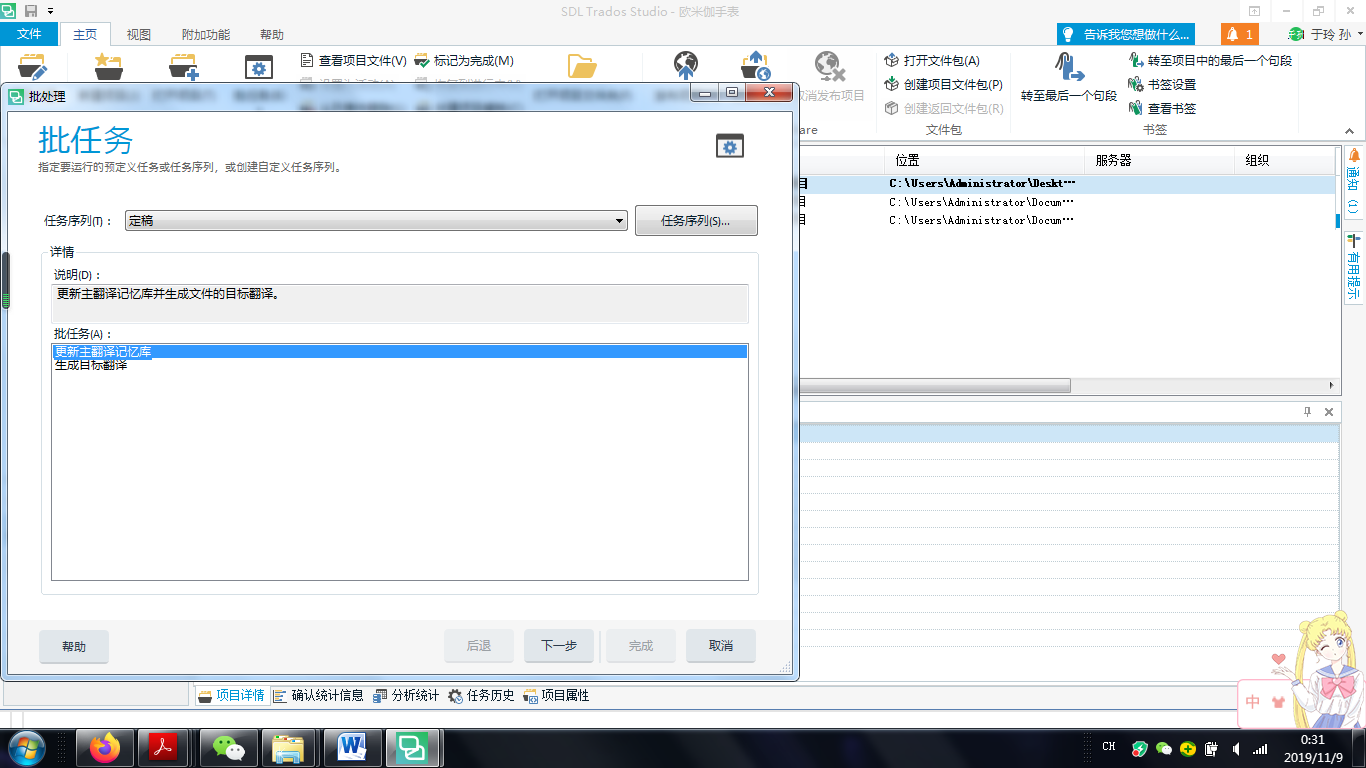 SDL Trados Studio - 欧米伽手表
文件 主页 视图 附加功能 帮助 告诉我您想做什么... 1 于玲 孙
查看项目文件(V) 标记为完成(M) 打开文件包(A) 转至项目中的最后一个句段
创建项目文件包(P) 书签设置
取消发布项目 转至最后一个句段
创建返回文件包(R) 查看书签
are 文件包 书签
批处理
批任务
指定要运行的预定义任务或任务序列，或创建自定义任务序列。
任务序列(T)： 定稿 任务序列(S)...
详情
说明(D)：
更新主翻译记忆库并生成文件的目标翻译。
批任务(A)：
更新主翻译记忆库
生成目标翻译
帮助 后退 下一步 完成 取消
位置 服务器 组织
目 C:\Users\Administrator\Deskt…
目 C:\Users\Administrator\Docum…
目 C:\Users\Administrator\Docum…
通知 (1)
有用提示
项目详情 确认统计信息 分析统计 任务历史 项目属性
中
CH
0:31
2019/11/9